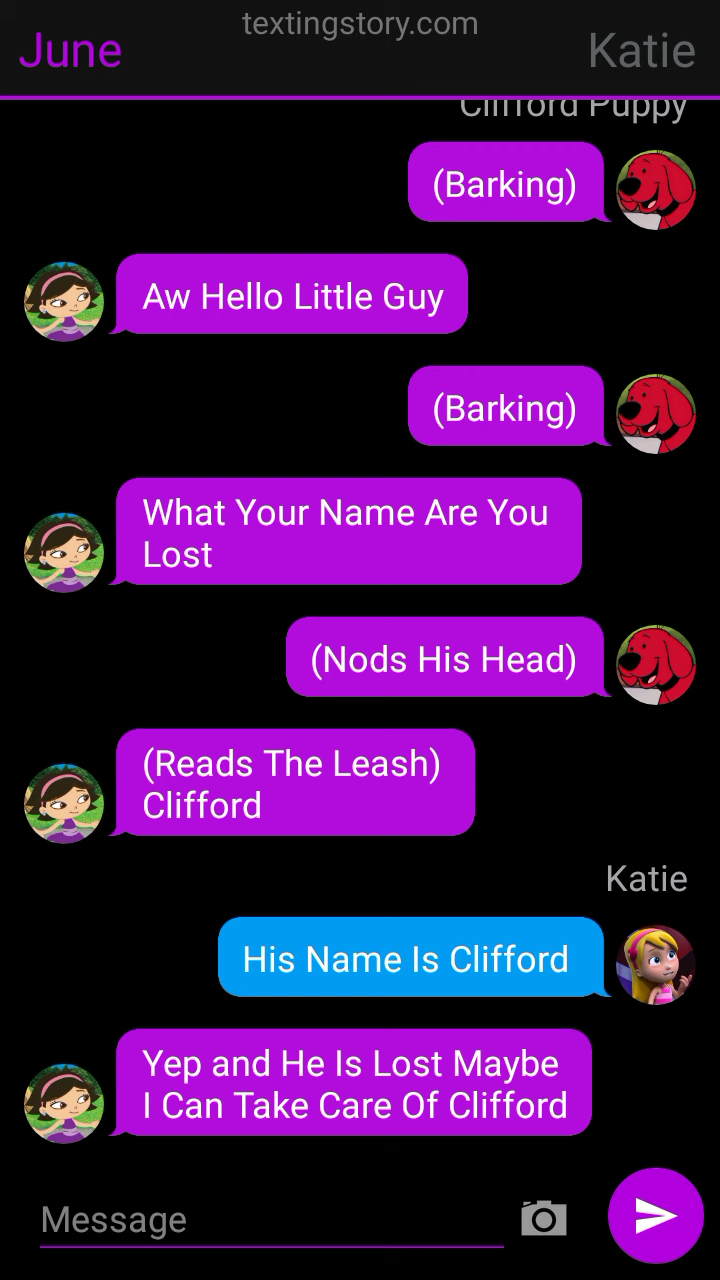 textingstory.com
June
Katie
Clifford Puppy
(Barking)
Aw Hello Little Guy
(Barking)
What Your Name Are You
Lost
(Nods His Head)
(Reads The Leash)
Clifford
Katie
His Name Is Clifford
Yep and He Is Lost Maybe
I Can Take Care Of Clifford
Message